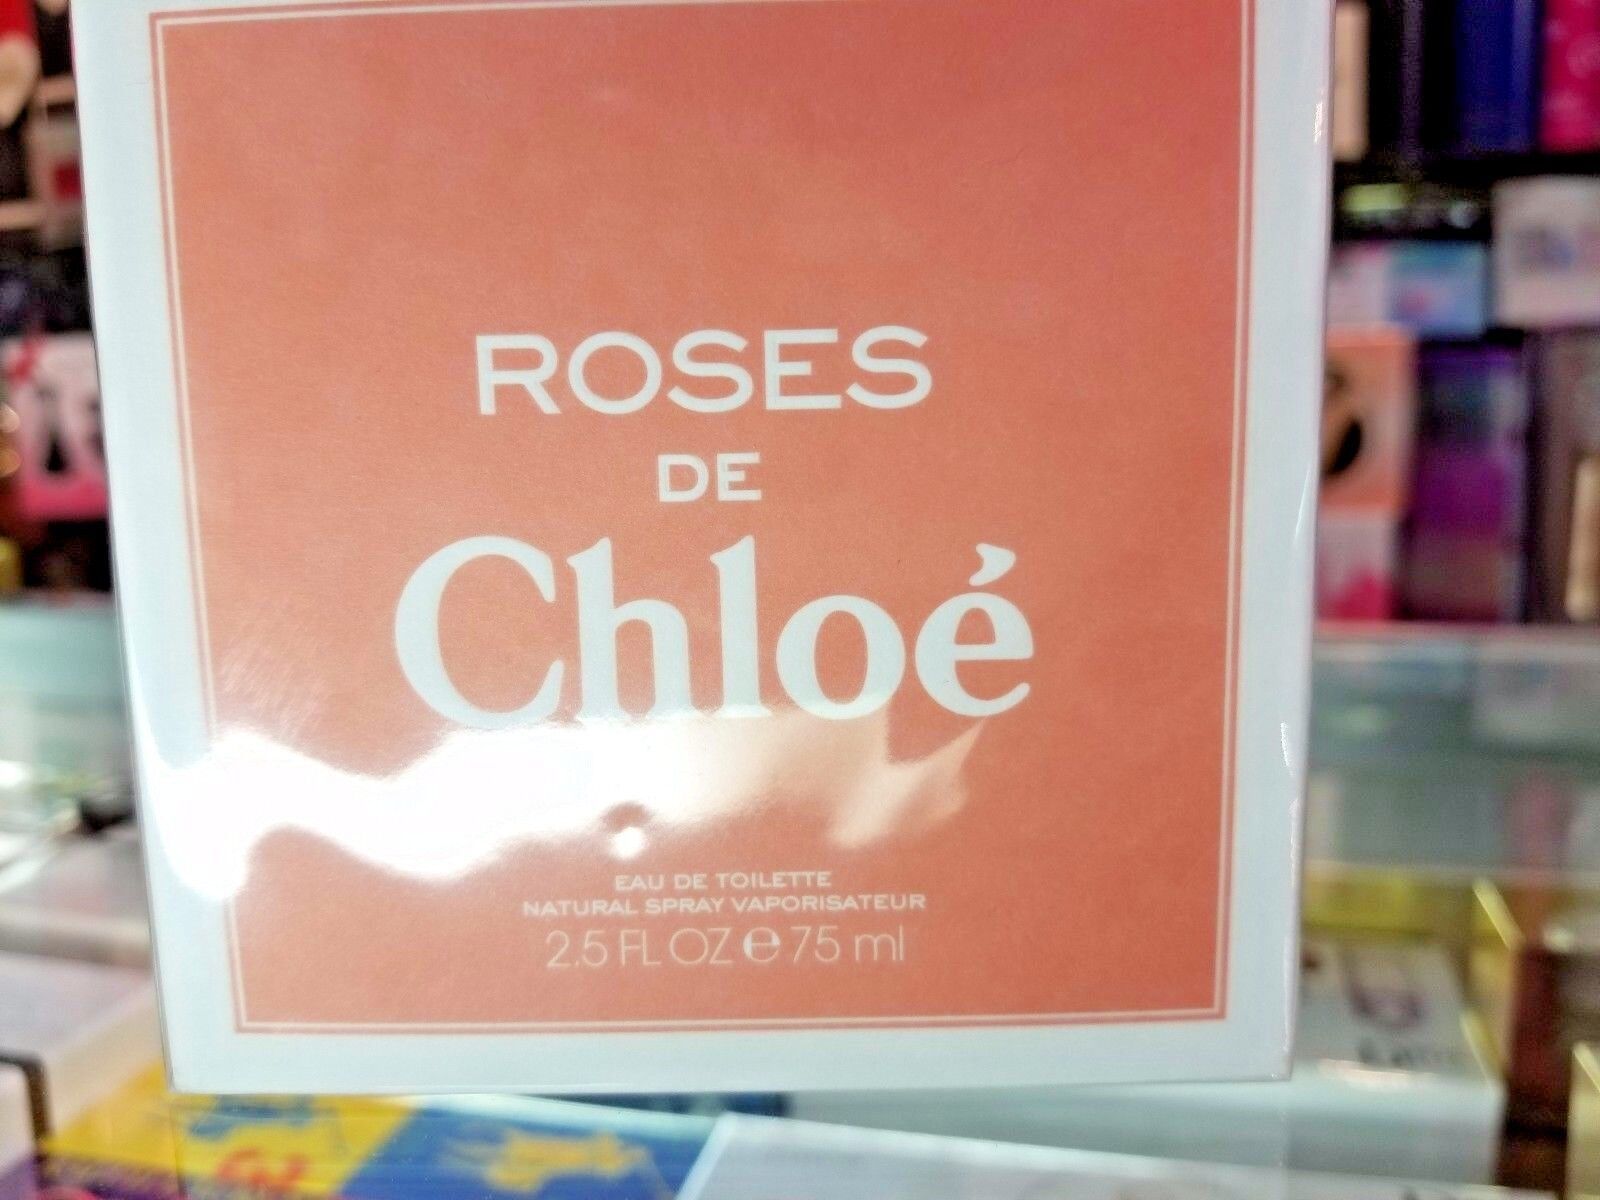 ROSES
DE
Chloé
EAU DE TOILETTE
NATURAL SPRAY VAPORISATEUR
2.5 FL OZ ℮ 75 ml